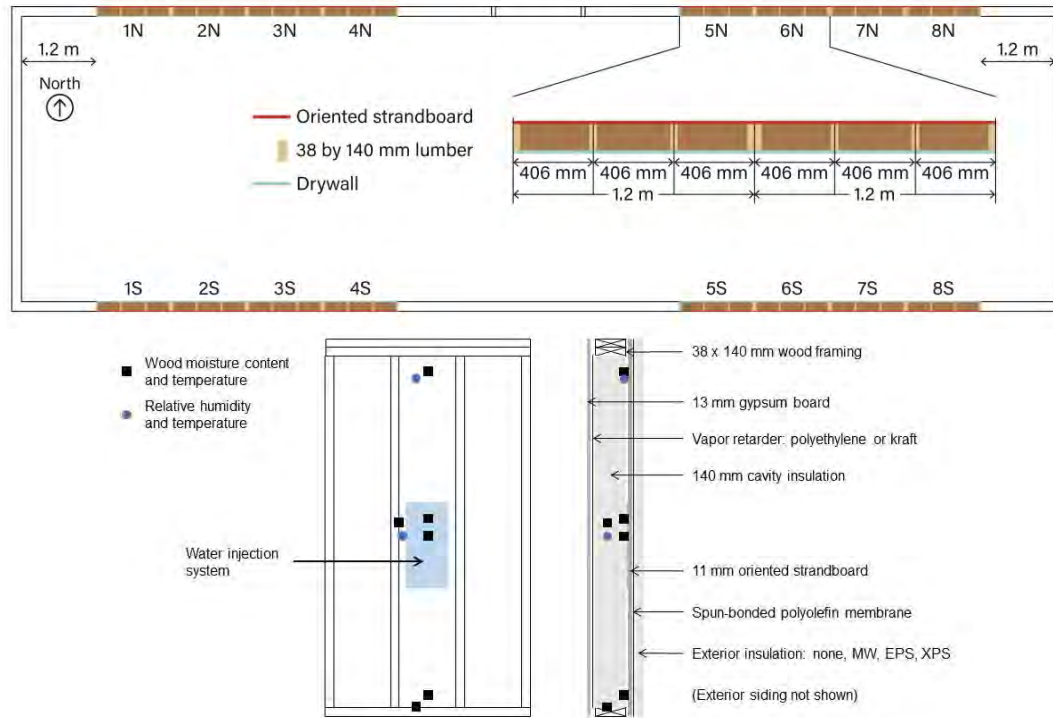 1N 2N 3N 4N 5N 6N 7N 8N
1.2 m 1.2 m
North
Oriented strandboard
38 by 140 mm lumber
Drywall
406 mm 406 mm 406 mm 406 mm 406 mm 406 mm
1.2 m 1.2 m
1S 2S 3S 4S 5S 6S 7S 8S
Wood moisture content
and temperature
Relative humidity
and temperature
Water injection
system
38 x 140 mm wood framing
13 mm gypsum board
Vapor retarder: polyethylene or kraft
140 mm cavity insulation
11 mm oriented strandboard
Spun-bonded polyolefin membrane
Exterior insulation: none, MW, EPS, XPS
(Exterior siding not shown)